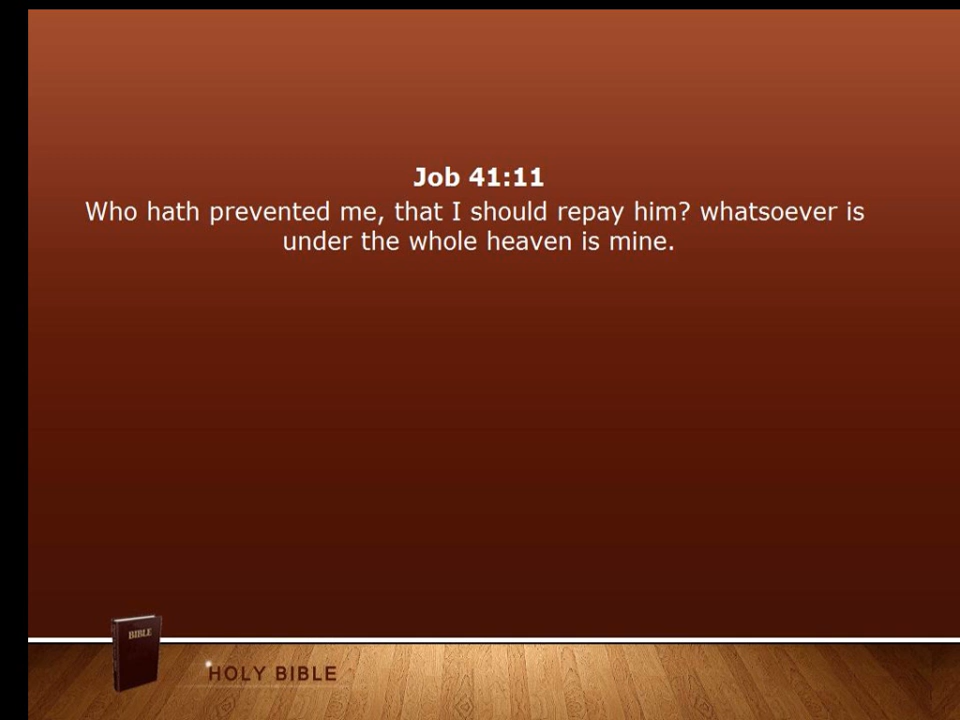 Job 41:11
Who hath prevented me, that I should repay him? whatsoever is
under the whole heaven is mine.
BIBLE
HOLY BIBLE